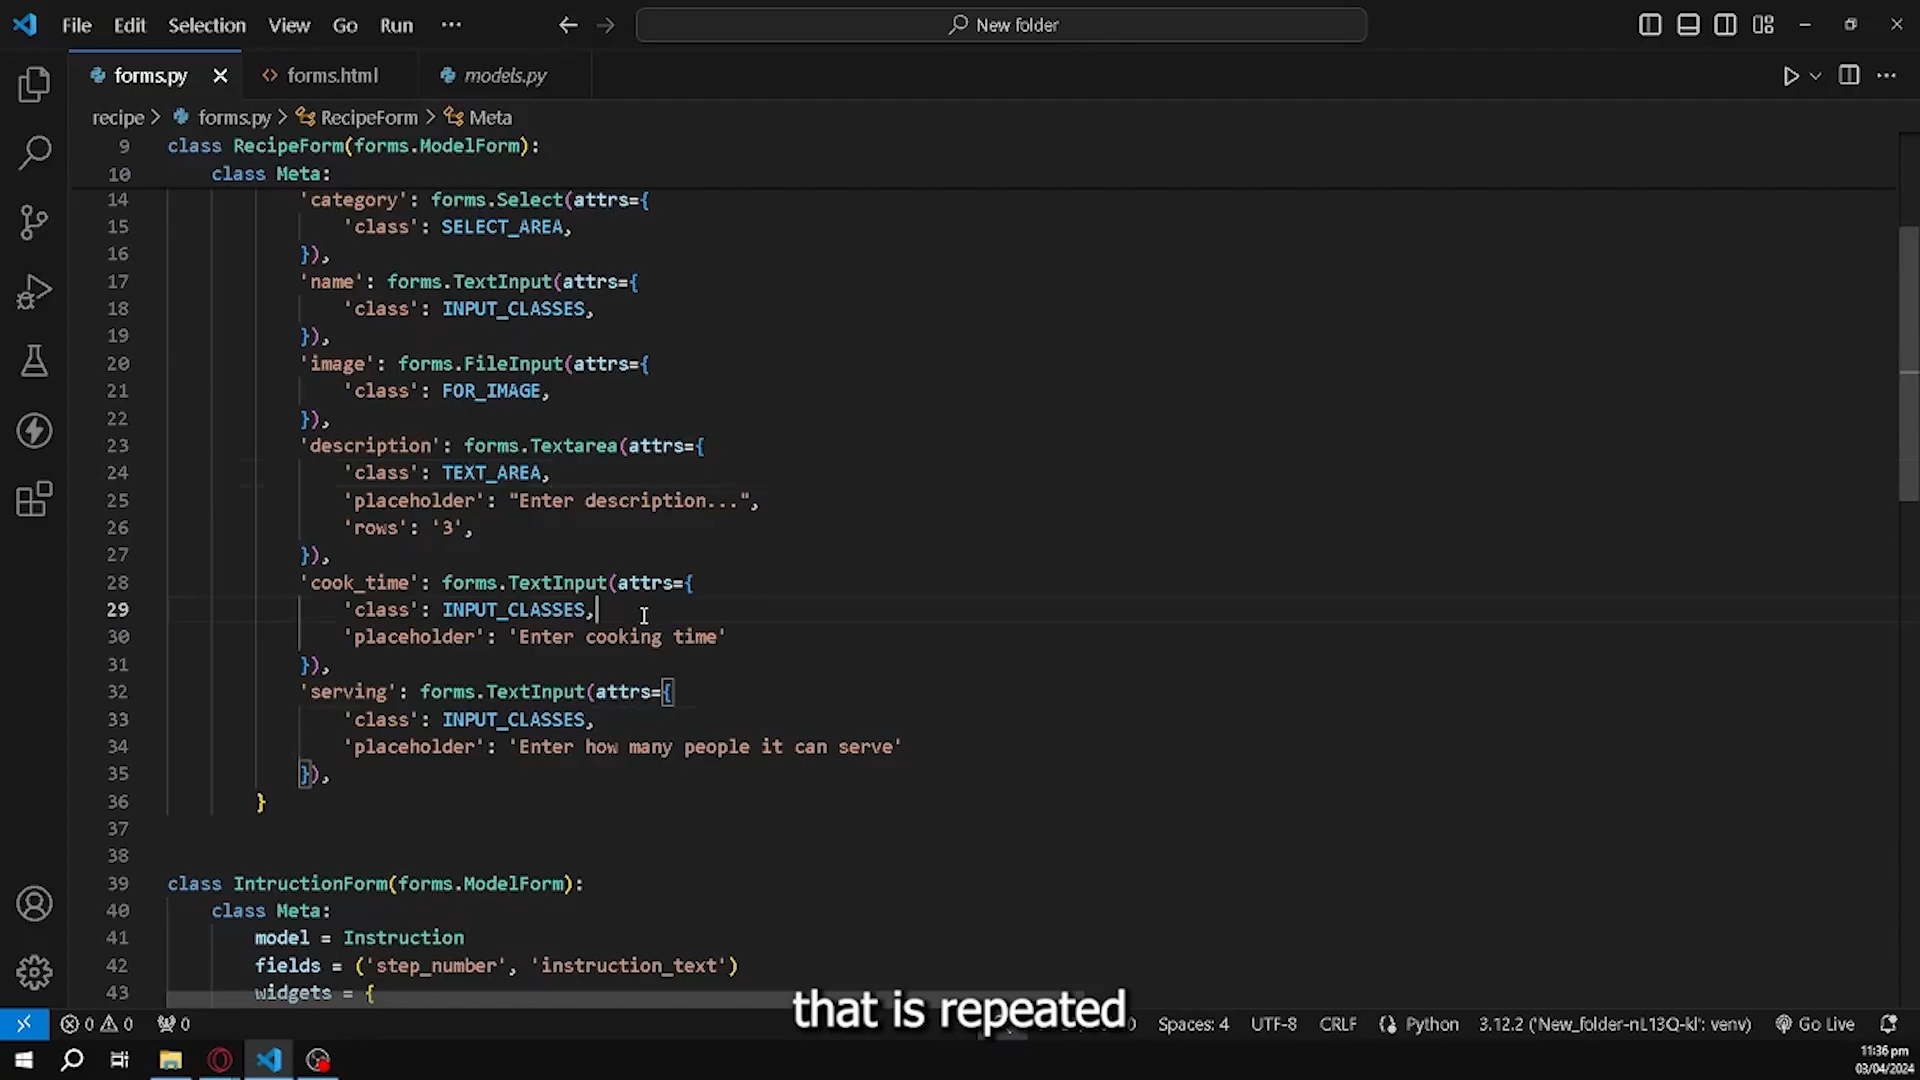 File Edit Selection View Go Run ··· New folder
forms.py forms.html models.py
recipe > forms.py > RecipeForm > Meta
9 class RecipeForm(forms.ModelForm):
10 class Meta:
14 'category': forms.Select(attrs={
15 'class': SELECT_AREA,
16 }),
17 'name': forms.TextInput(attrs={
18 'class': INPUT_CLASSES,
19 }),
20 'image': forms.FileInput(attrs={
21 'class': FOR_IMAGE,
22 }),
23 'description': forms.Textarea(attrs={
24 'class': TEXT_AREA,
25 'placeholder': "Enter description...",
26 'rows': '3',
27 }),
28 'cook_time': forms.TextInput(attrs={
29 'class': INPUT_CLASSES,
30 'placeholder': 'Enter cooking time'
31 }),
32 'serving': forms.TextInput(attrs={
33 'class': INPUT_CLASSES,
34 'placeholder': 'Enter how many people it can serve'
35 }),
36 }
37
38
39 class IntructionForm(forms.ModelForm):
40 class Meta:
41 model = Instruction
42 fields = ('step_number', 'instruction_text')
43 widgets = {
that is repeated
0 0 0 Spaces: 4 UTF-8 CRLF Python 3.12.2 ('New_folder-nL13Q-kl': venv) Go Live
11:36 pm
03/04/2024